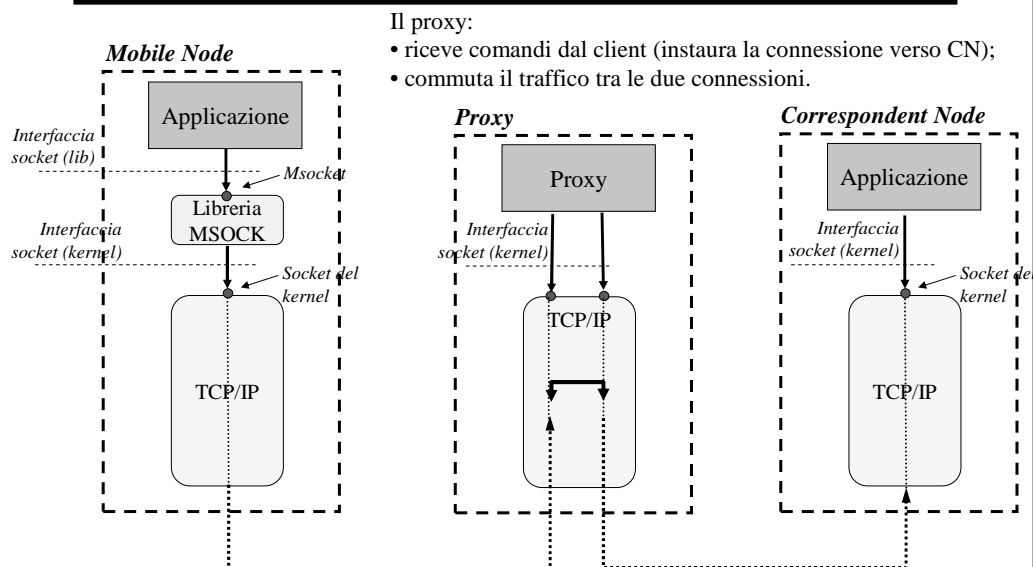 Il proxy:
• riceve comandi dal client (instaura la connessione verso CN);
• commuta il traffico tra le due connessioni.
Mobile Node
Applicazione
Interfaccia
socket (lib)
Msocket
Libreria
MSOCK
Interfaccia
socket (kernel)
Socket del
kernel
TCP/IP
Proxy
Proxy
Interfaccia
socket (kernel)
TCP/IP
Correspondent Node
Applicazione
Interfaccia
socket (kernel)
Socket del
kernel
TCP/IP